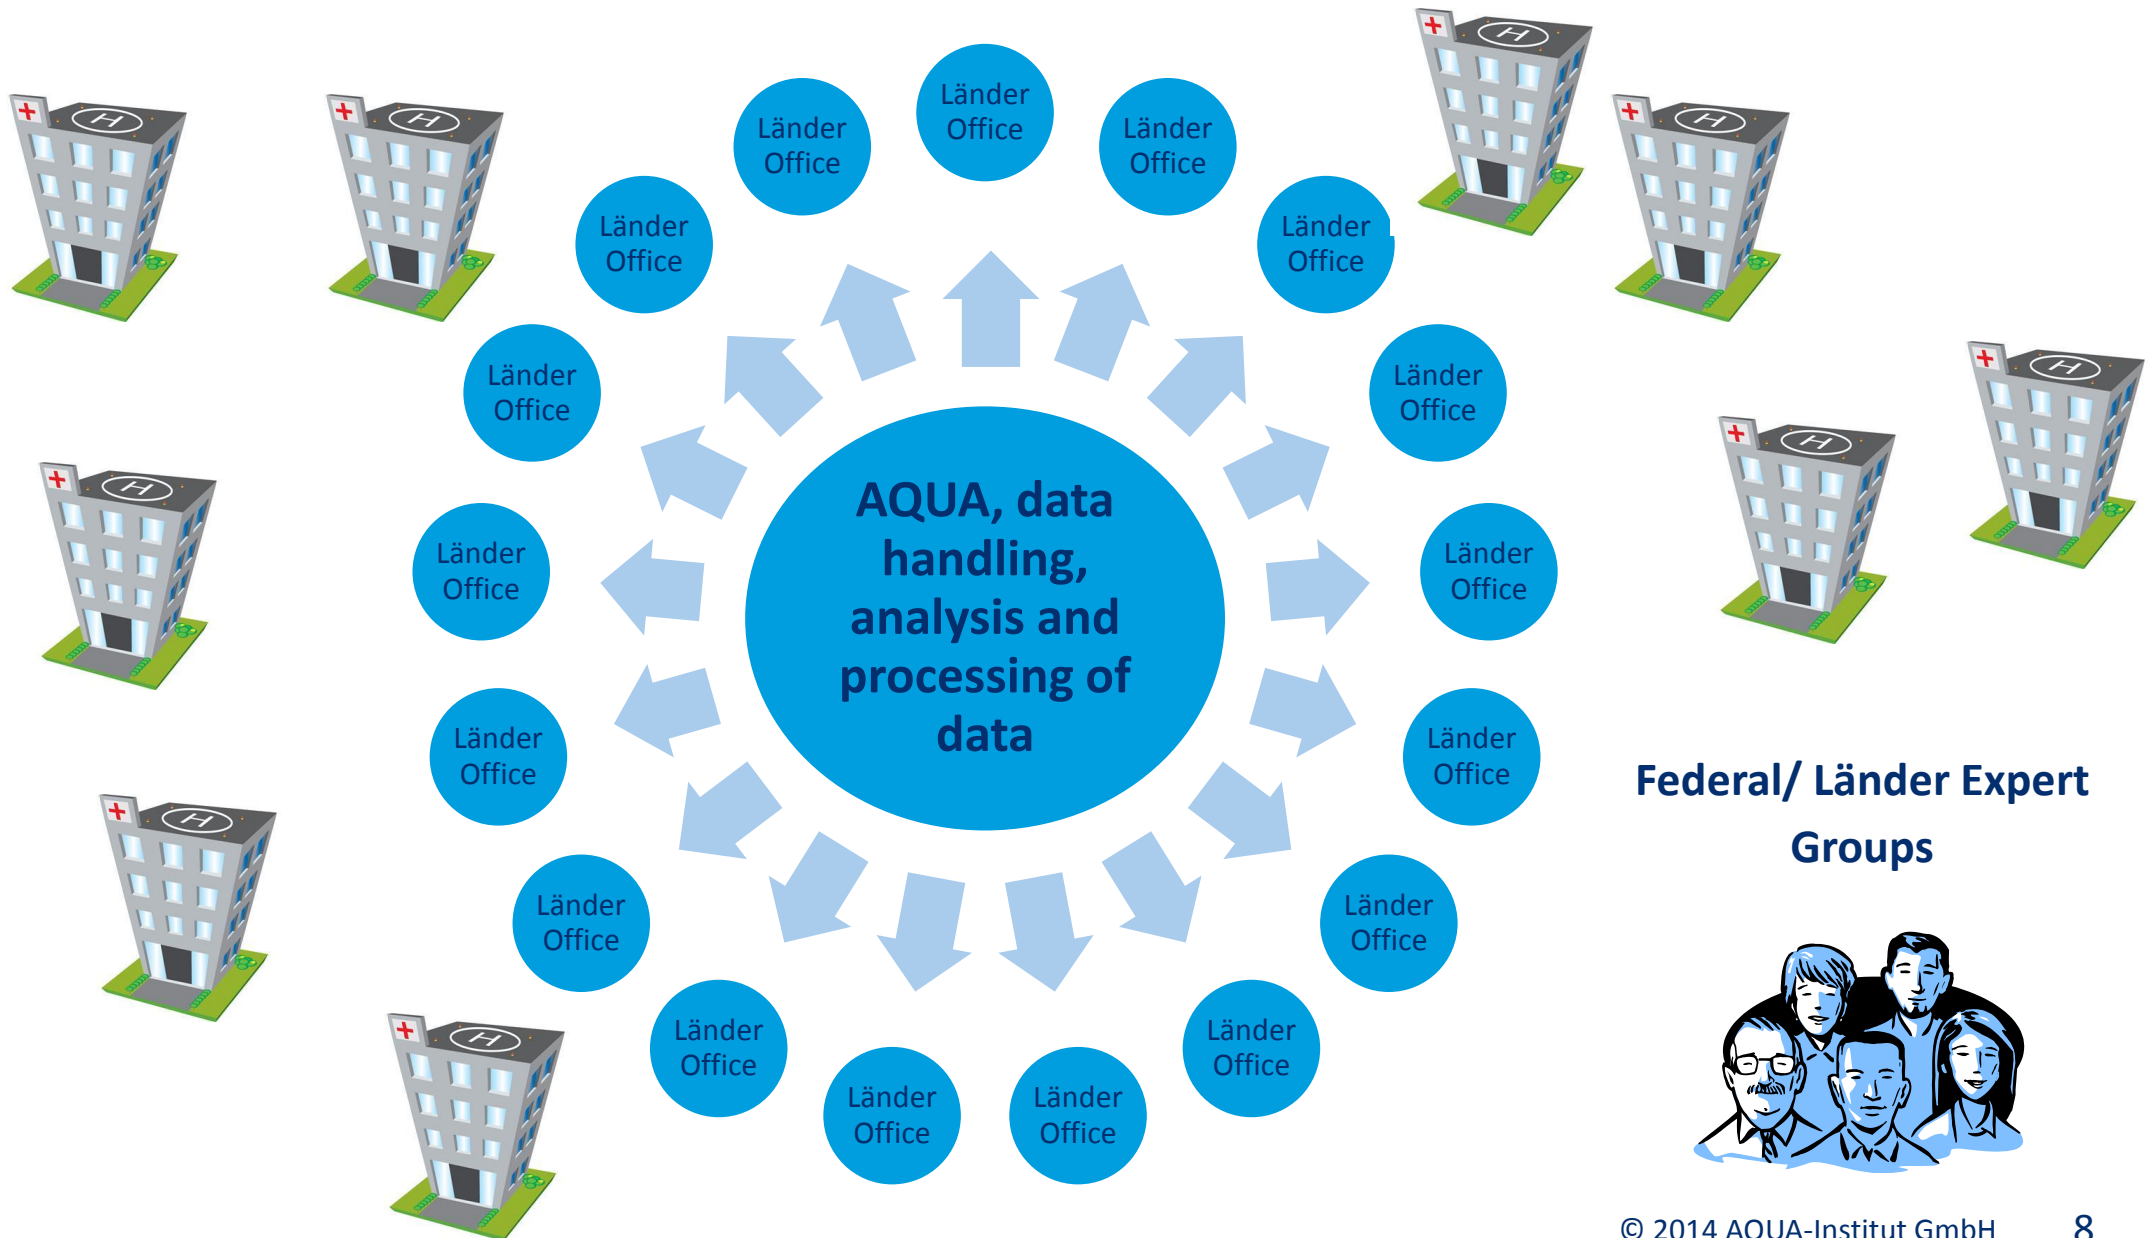 Länder
Office
Länder
Office
Länder
Office
Länder
Office
Länder
Office
Länder
Office
Länder
Office
Länder
Office
Länder
Office
Länder
Office
Länder
Office
Länder
Office
Länder
Office
Länder
Office
Länder
Office
Länder
Office
Länder
Office
AQUA, data
handling,
analysis and
processing of
data
Federal/ Länder Expert
Groups
© 2014 AQUA-Institut GmbH 8